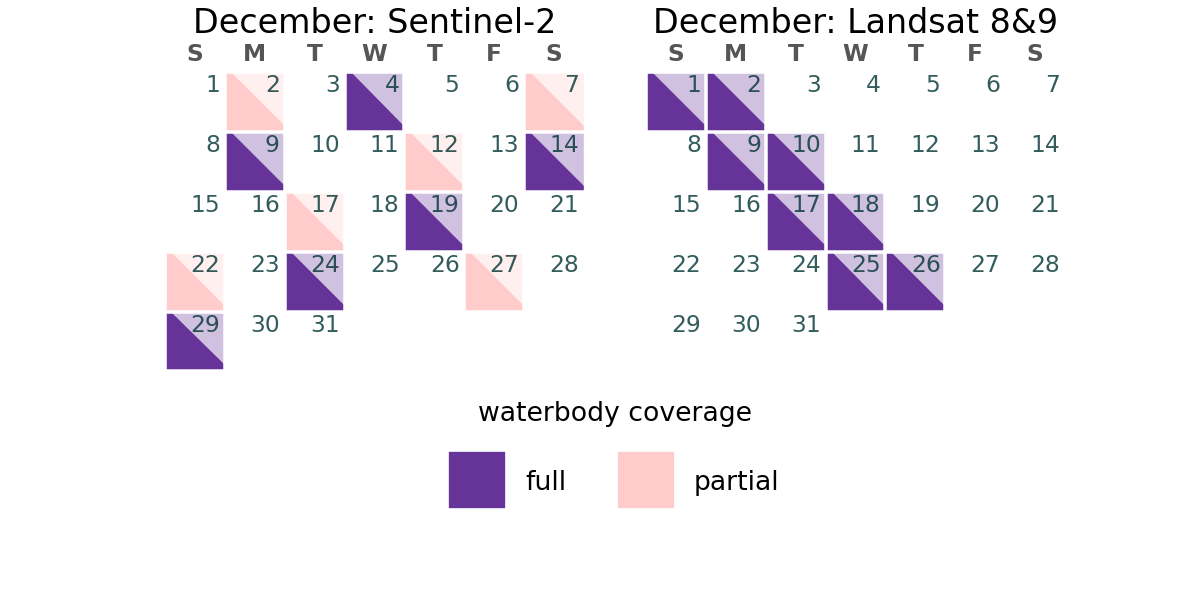 December: Sentinel-2
S M T W T F S
1 2 3 4 5 6 7
8 9 10 11 12 13 14
15 16 17 18 19 20 21
22 23 24 25 26 27 28
29 30 31
December: Landsat 8&9
S M T W T F S
1 2 3 4 5 6 7
8 9 10 11 12 13 14
15 16 17 18 19 20 21
22 23 24 25 26 27 28
29 30 31
waterbody coverage
full partial